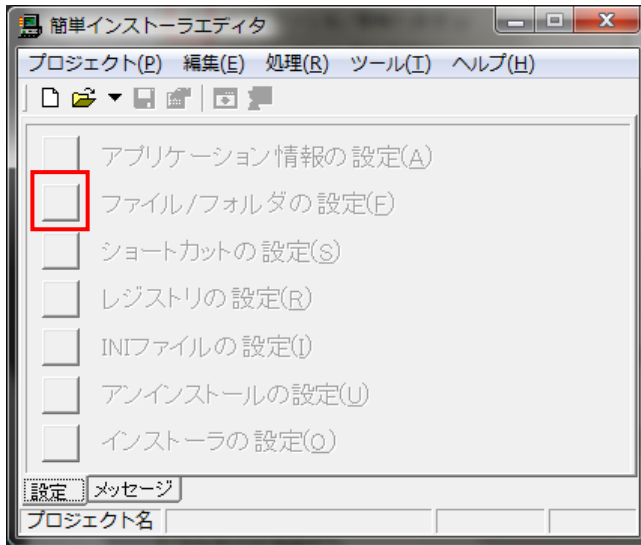 簡単インストーラエディタ
プロジェクト(P) 編集(E) 処理(R) ツール(T) ヘルプ(H)
アプリケーション情報の設定(A)
ファイル/フォルダの設定(F)
ショートカットの設定(S)
レジストリの設定(R)
INIファイルの設定(I)
アンインストールの設定(U)
インストーラの設定(O)
設定 メッセージ
プロジェクト名